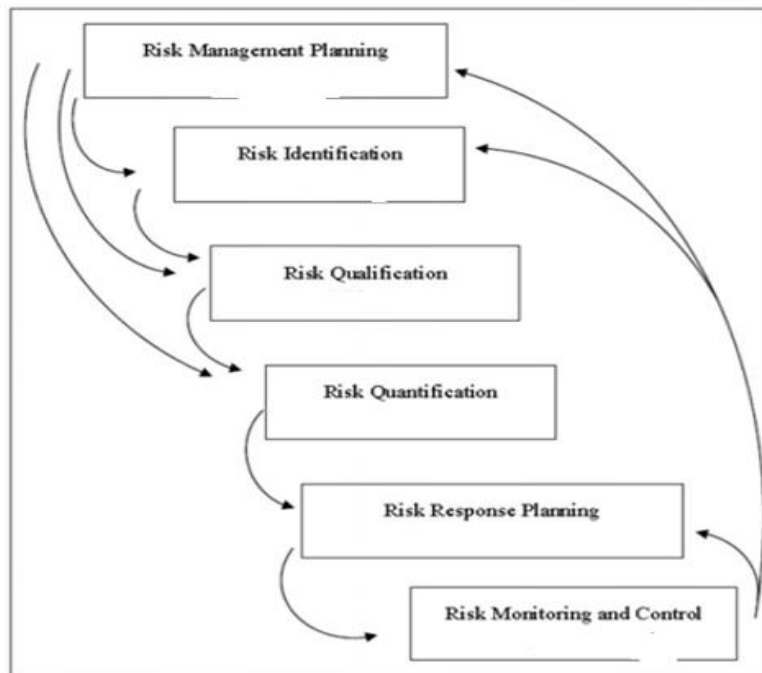 Risk Management Planning
Risk Identification
Risk Qualification
Risk Quantification
Risk Response Planning
Risk Monitoring and Control